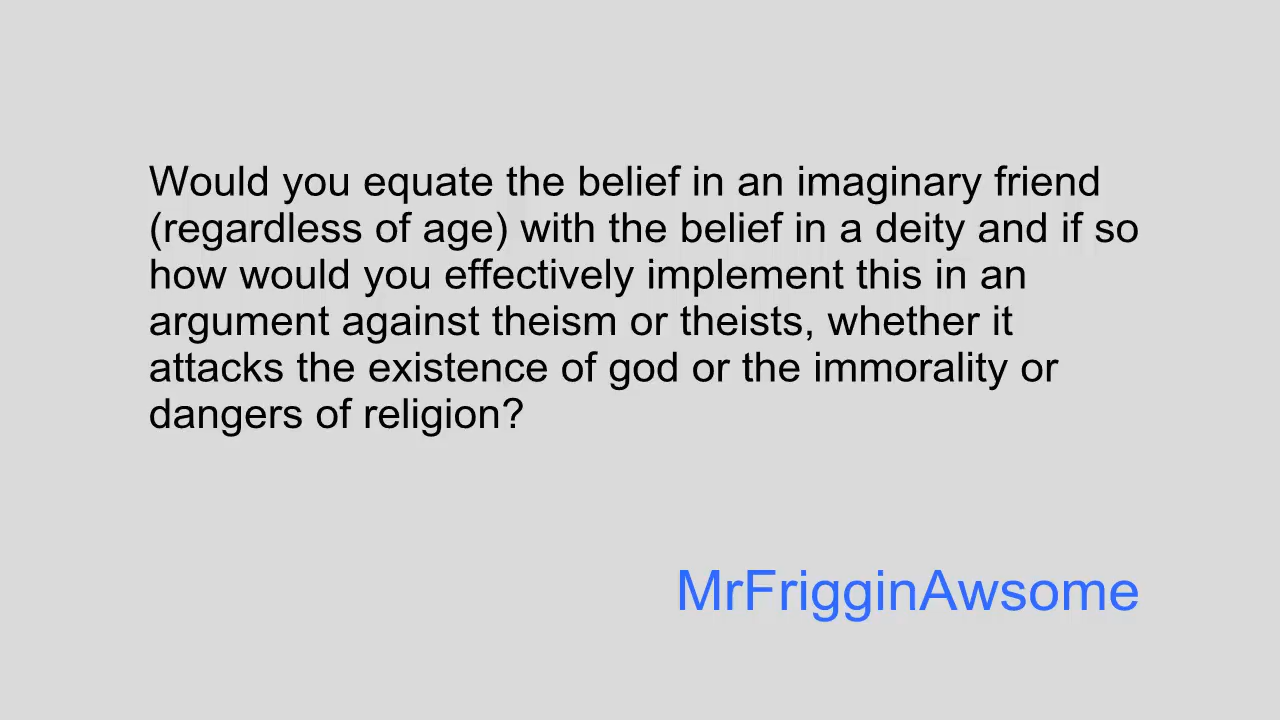 Would you equate the belief in an imaginary friend
(regardless of age) with the belief in a deity and if so
how would you effectively implement this in an
argument against theism or theists, whether it
attacks the existence of god or the immorality or
dangers of religion?
MrFrigginAwsome